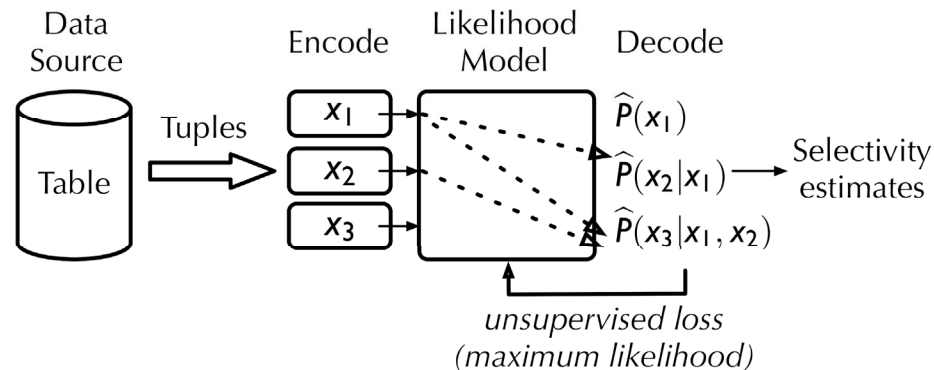 Data
Source
Table
Tuples
Encode
x₁
x₂
x₃
Likelihood
Model
Decode
P̂(x₁)
P̂(x₂|x₁)
P̂(x₃|x₁, x₂)
Selectivity
estimates
unsupervised loss
(maximum likelihood)